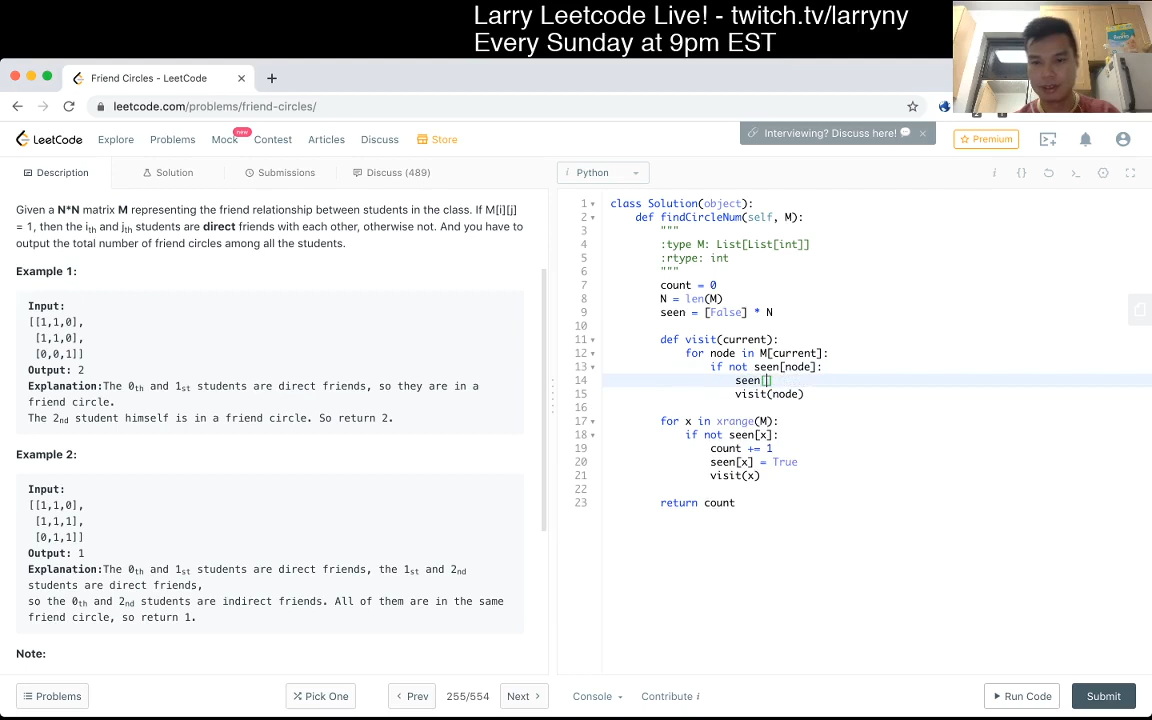 Larry Leetcode Live! - twitch.tv/larryny
Every Sunday at 9pm EST
Friend Circles - LeetCode
leetcode.com/problems/friend-circles/
LeetCode Explore Problems Mock new Contest Articles Discuss Store
Interviewing? Discuss here!
Premium
Description Solution Submissions Discuss (489)
i Python
Given a N*N matrix M representing the friend relationship between students in the class. If M[i][j]
= 1, then the ith and jth students are direct friends with each other, otherwise not. And you have to
output the total number of friend circles among all the students.
Example 1:
Input:
[[1,1,0],
[1,1,0],
[0,0,1]]
Output: 2
Explanation:The 0th and 1st students are direct friends, so they are in a
friend circle.
The 2nd student himself is in a friend circle. So return 2.
Example 2:
Input:
[[1,1,0],
[1,1,1],
[0,1,1]]
Output: 1
Explanation:The 0th and 1st students are direct friends, the 1st and 2nd
students are direct friends,
so the 0th and 2nd students are indirect friends. All of them are in the same
friend circle, so return 1.
Note:
1 class Solution(object):
2 def findCircleNum(self, M):
3 """
4 :type M: List[List[int]]
5 :rtype: int
6 """
7 count = 0
8 N = len(M)
9 seen = [False] * N
10
11 def visit(current):
12 for node in M[current]:
13 if not seen[node]:
14 seen[]
15 visit(node)
16
17 for x in xrange(M):
18 if not seen[x]:
19 count += 1
20 seen[x] = True
21 visit(x)
22
23 return count
Problems Pick One Prev 255/554 Next Console Contribute i Run Code Submit